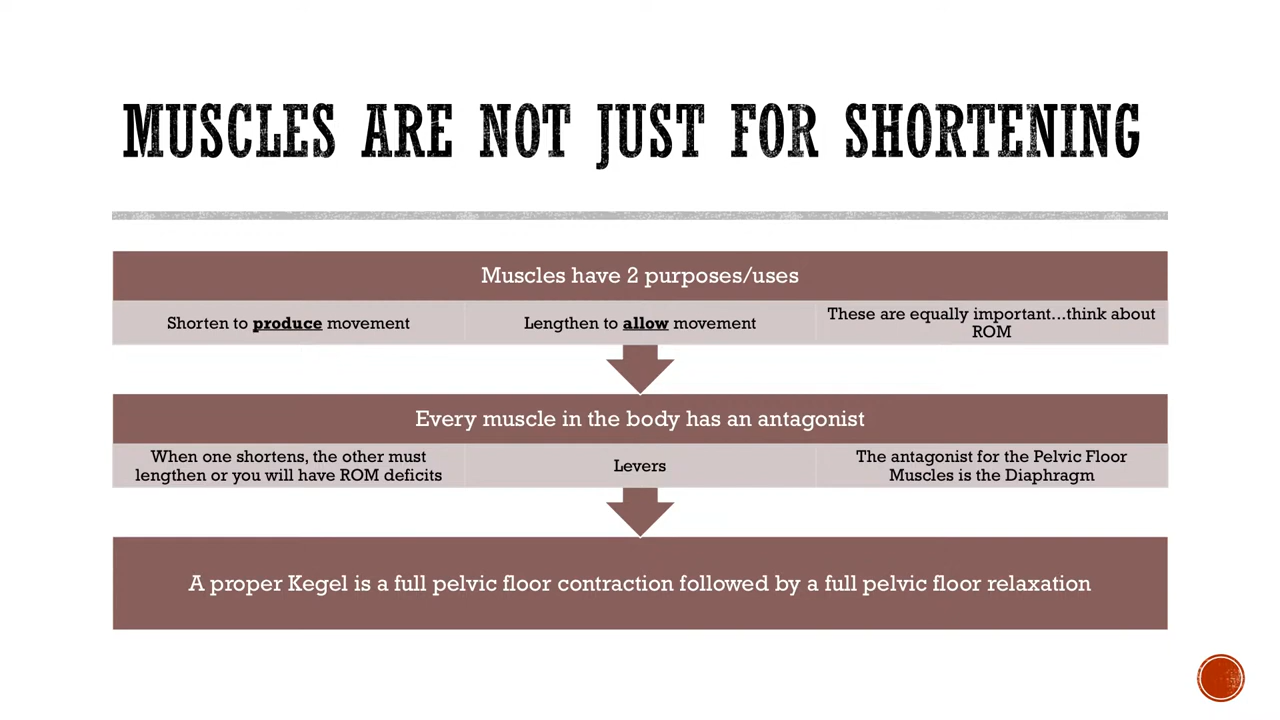 MUSCLES ARE NOT JUST FOR SHORTENING
Muscles have 2 purposes/uses
Shorten to produce movement
Lengthen to allow movement
These are equally important...think about
ROM
Every muscle in the body has an antagonist
When one shortens, the other must
lengthen or you will have ROM deficits
Levers
The antagonist for the Pelvic Floor
Muscles is the Diaphragm
A proper Kegel is a full pelvic floor contraction followed by a full pelvic floor relaxation